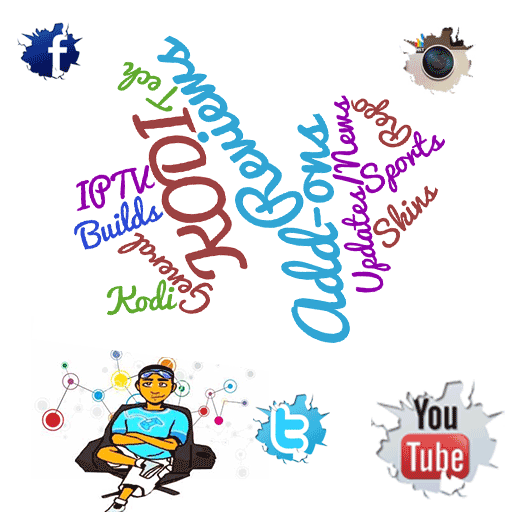 f
Tech
KODI
Reviews
Add-ons
Updates/News
Repo
Sports
Skins
IPTV
Builds
General
Kodi
t
You
Tube